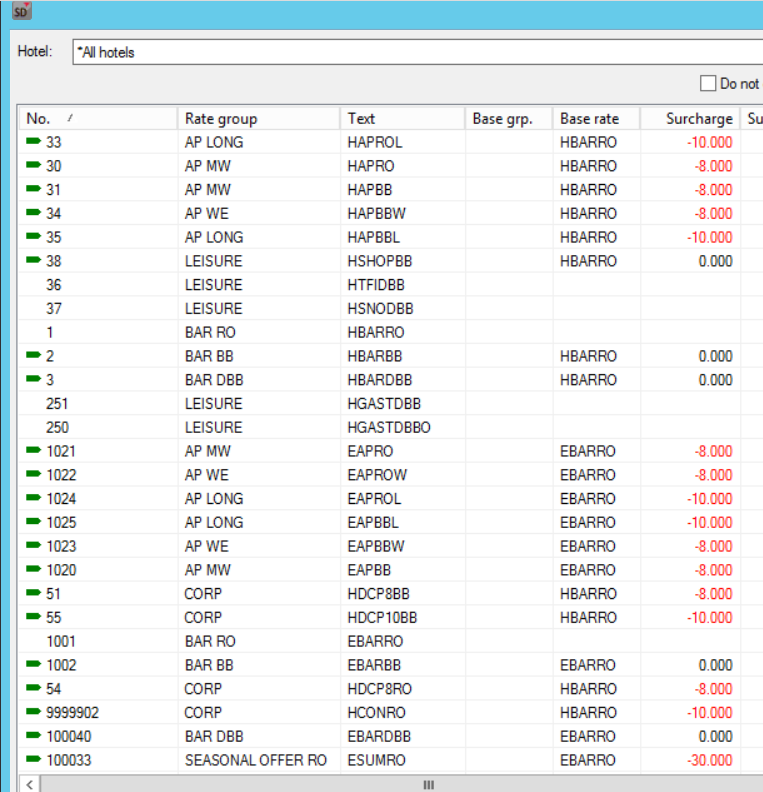 SD
Hotel: *All hotels
Do not
No. / Rate group Text Base grp. Base rate Surcharge Su
33 AP LONG HAPROL HBARRO -10.000
30 AP MW HAPRO HBARRO -8.000
31 AP MW HAPBB HBARRO -8.000
34 AP WE HAPBBW HBARRO -8.000
35 AP LONG HAPBBL HBARRO -10.000
38 LEISURE HSHOPBB HBARRO 0.000
36 LEISURE HTFIDBB
37 LEISURE HSNODBB
1 BAR RO HBARRO
2 BAR BB HBARBB HBARRO 0.000
3 BAR DBB HBARDBB HBARRO 0.000
251 LEISURE HGASTDBB
250 LEISURE HGASTDBBO
1021 AP MW EAPRO EBARRO -8.000
1022 AP WE EAPROW EBARRO -8.000
1024 AP LONG EAPROL EBARRO -10.000
1025 AP LONG EAPBBL EBARRO -10.000
1023 AP WE EAPBBW EBARRO -8.000
1020 AP MW EAPBB EBARRO -8.000
51 CORP HDCP8BB HBARRO -8.000
55 CORP HDCP10BB HBARRO -10.000
1001 BAR RO EBARRO
1002 BAR BB EBARBB EBARRO 0.000
54 CORP HDCP8RO HBARRO -8.000
9999902 CORP HCONRO HBARRO -10.000
100040 BAR DBB EBARDBB EBARRO 0.000
100033 SEASONAL OFFER RO ESUMRO EBARRO -30.000